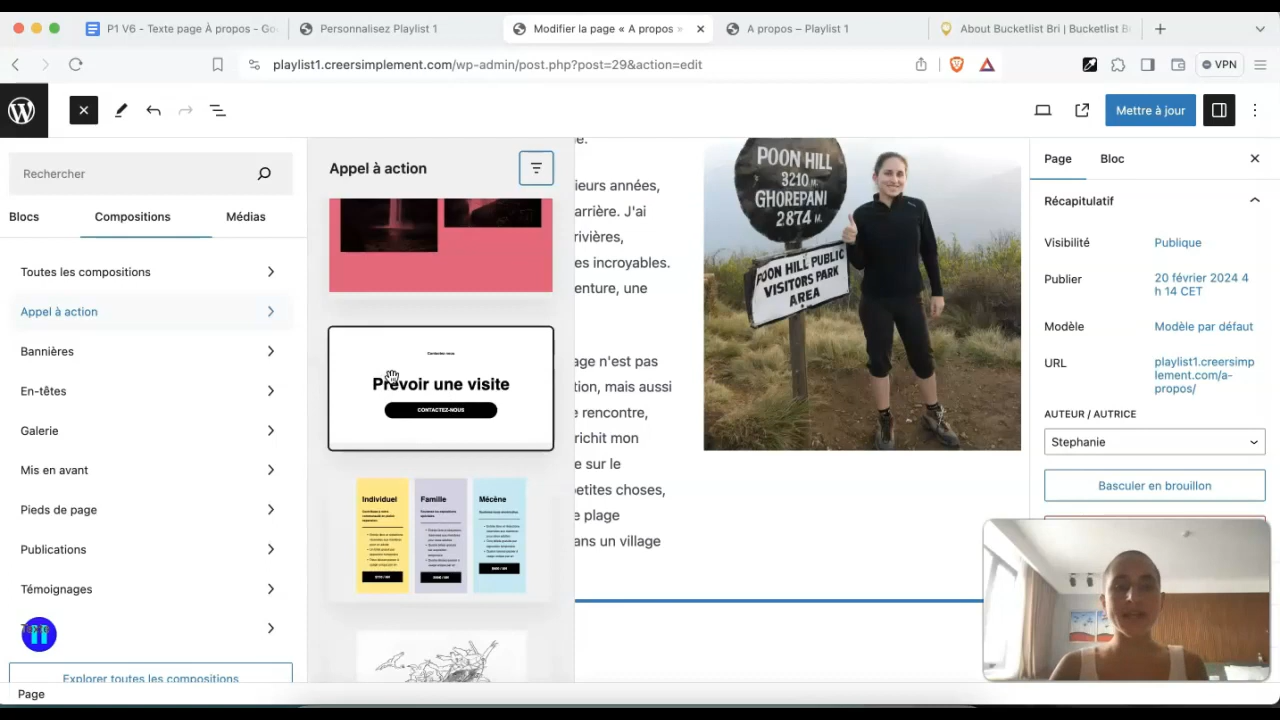 P1 V6 - Texte page À propos - Go
Personnalisez Playlist 1
Modifier la page « A propos »
A propos – Playlist 1
About Bucketlist Bri | Bucketlist Br
playlist1.creersimplement.com/wp-admin/post.php?post=29&action=edit
VPN
Mettre à jour
Rechercher
Blocs
Compositions
Médias
Toutes les compositions
Appel à action
Bannières
En-têtes
Galerie
Mis en avant
Pieds de page
Publications
Témoignages
Explorer toutes les compositions
Page
Appel à action
Contactez-nous
Prévoir une visite
CONTACTEZ-NOUS
Individuel
Famille
Mécène
ieurs années,
arrière. J'ai
rivières,
es incroyables.
enture, une
age n'est pas
tion, mais aussi
e rencontre,
richit mon
e sur le
petites choses,
e plage
ans un village
POON HILL
3210 M.
GHOREPANI
2874 M.
POON HILL PUBLIC
VISITORS PARK
AREA
Page
Bloc
Récapitulatif
Visibilité
Publique
Publier
20 février 2024 4
h 14 CET
Modèle
Modèle par défaut
URL
playlist1.creersimp
lement.com/a-
propos/
AUTEUR / AUTRICE
Stephanie
Basculer en brouillon